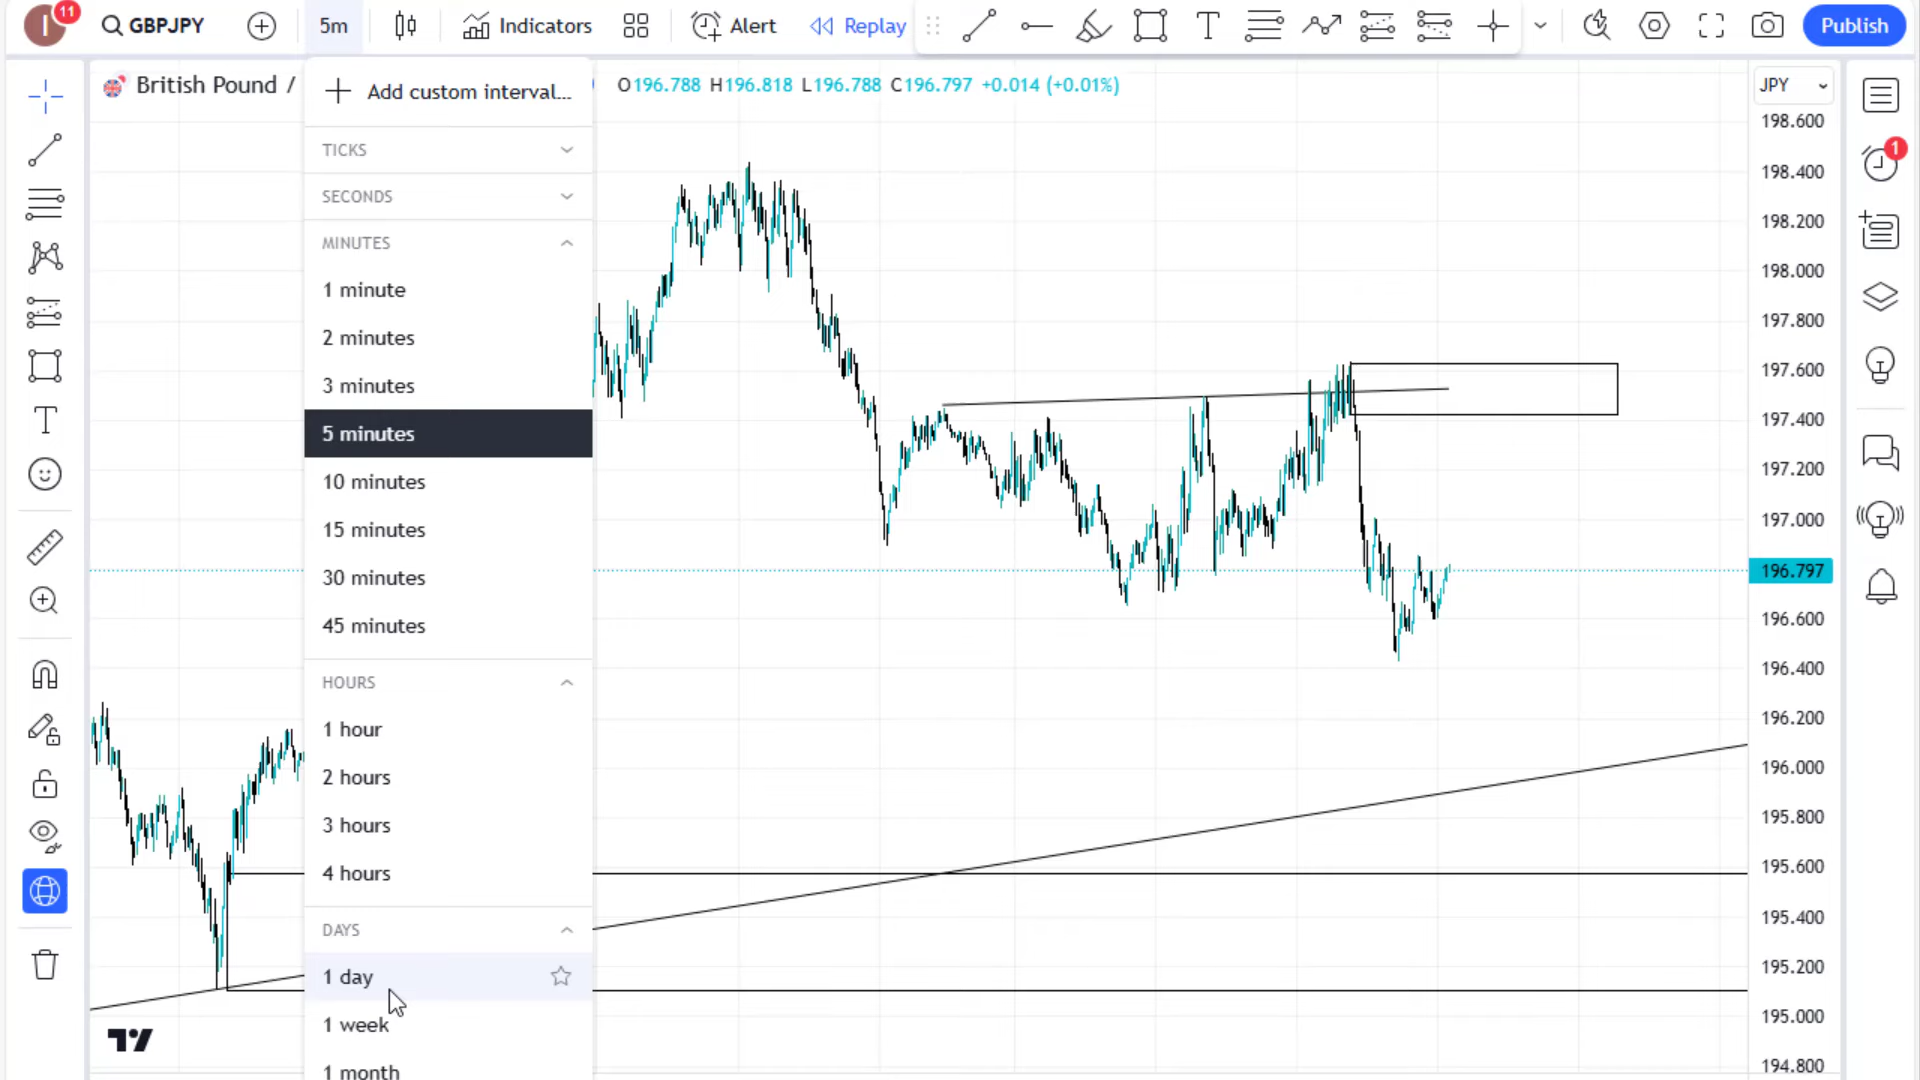 I 11 GBPJPY 5m Indicators Alert Replay Publish
British Pound / O196.788 H196.818 L196.788 C196.797 +0.014 (+0.01%) JPY
Add custom interval...
TICKS
SECONDS
MINUTES
1 minute
2 minutes
3 minutes
5 minutes
10 minutes
15 minutes
30 minutes
45 minutes
HOURS
1 hour
2 hours
3 hours
4 hours
DAYS
1 day
1 week
1 month
198.600
198.400
198.200
198.000
197.800
197.600
197.400
197.200
197.000
196.797
196.600
196.400
196.200
196.000
195.800
195.600
195.400
195.200
195.000
194.800
T
T
1